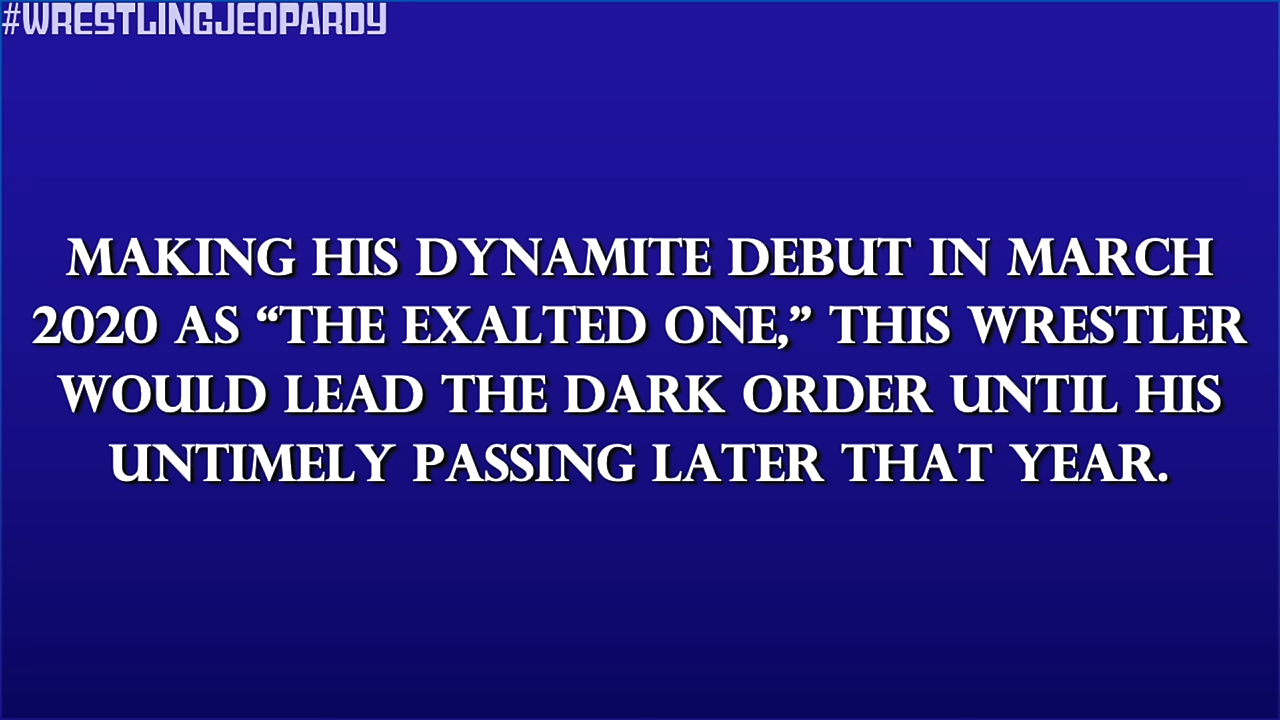 #WRESTLINGJEOPARDY
MAKING HIS DYNAMITE DEBUT IN MARCH
2020 AS “THE EXALTED ONE,” THIS WRESTLER
WOULD LEAD THE DARK ORDER UNTIL HIS
UNTIMELY PASSING LATER THAT YEAR.